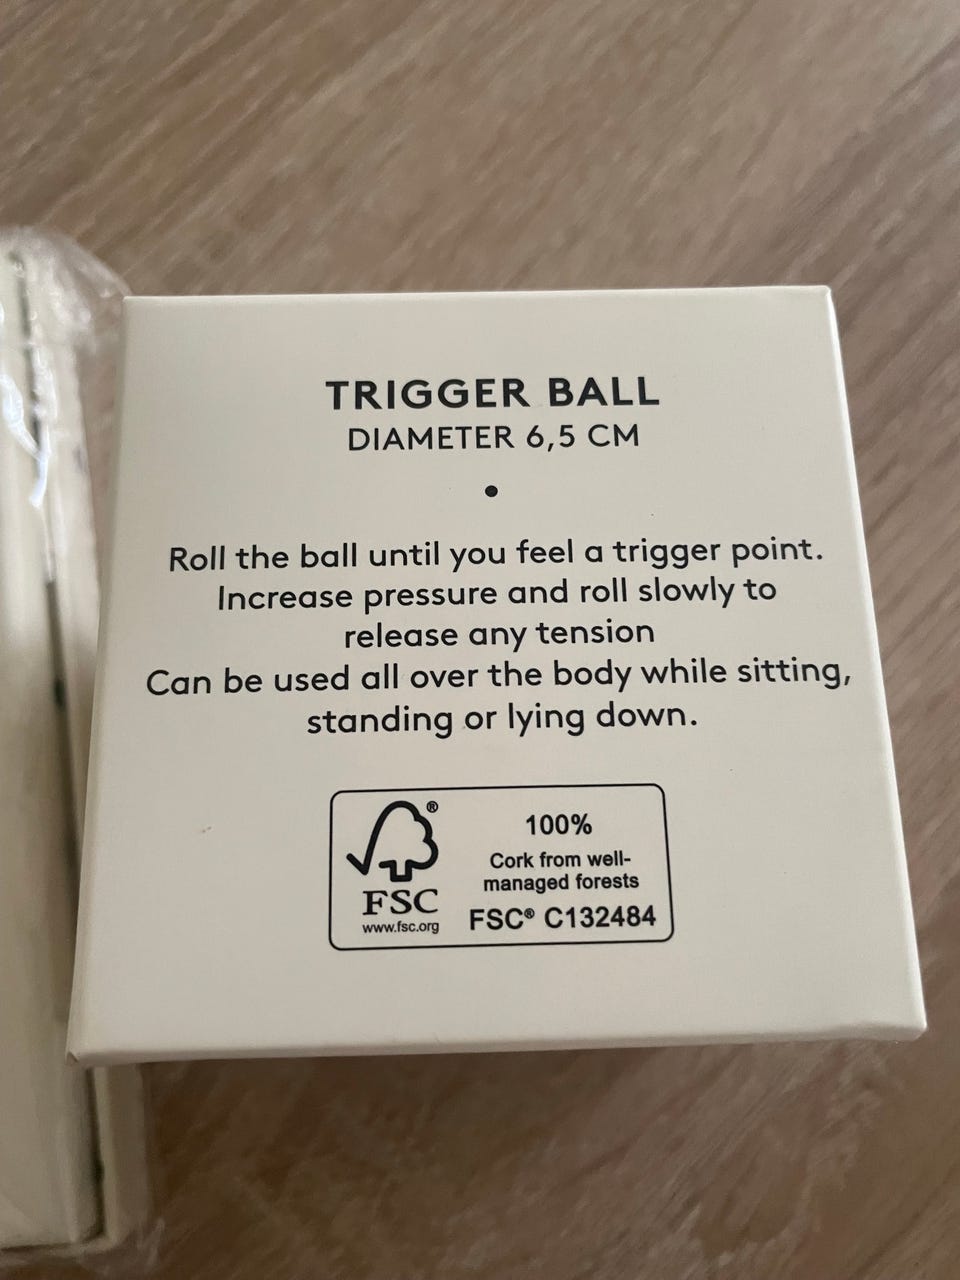 TRIGGER BALL
DIAMETER 6,5 CM
•
Roll the ball until you feel a trigger point.
Increase pressure and roll slowly to
release any tension
Can be used all over the body while sitting,
standing or lying down.
®
FSC
www.fsc.org
100%
Cork from well-
managed forests
FSC® C132484